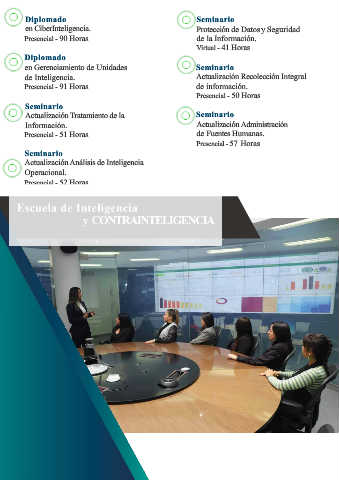 Diplomado
en CiberInteligencia.
Presencial - 90 Horas
Diplomado
en Gerenciamiento de Unidades
de Inteligencia.
Presencial - 91 Horas
Seminario
Actualización Tratamiento de la
Información.
Presencial - 51 Horas
Seminario
Actualización Análisis de Inteligencia
Operacional.
Presencial - 52 Horas
Seminario
Protección de Datos y Seguridad
de la Información.
Virtual - 41 Horas
Seminario
Actualización Recolección Integral
de información.
Presencial - 50 Horas
Seminario
Actualización Administración
de Fuentes Humanas.
Presencial - 57 Horas
Escuela de Inteligencia
y CONTRAINTELIGENCIA